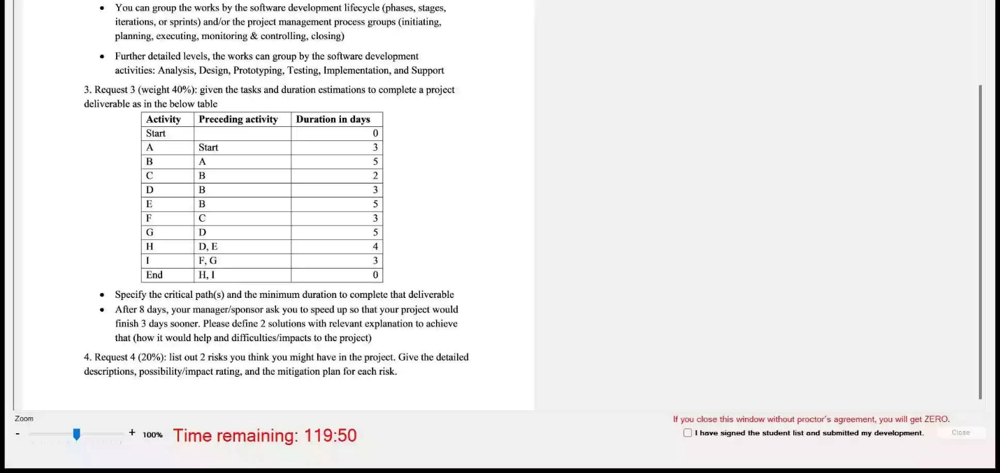 • You can group the works by the software development lifecycle (phases, stages,
iterations, or sprints) and/or the project management process groups (initiating,
planning, executing, monitoring & controlling, closing)
• Further detailed levels, the works can group by the software development
activities: Analysis, Design, Prototyping, Testing, Implementation, and Support
3. Request 3 (weight 40%): given the tasks and duration estimations to complete a project
deliverable as in the below table
Activity Preceding activity Duration in days
Start 0
A Start 3
B A 5
C B 2
D B 3
E B 5
F C 3
G D 5
H D, E 4
I F, G 3
End H, I 0
• Specify the critical path(s) and the minimum duration to complete that deliverable
• After 8 days, your manager/sponsor ask you to speed up so that your project would
finish 3 days sooner. Please define 2 solutions with relevant explanation to achieve
that (how it would help and difficulties/impacts to the project)
4. Request 4 (20%): list out 2 risks you think you might have in the project. Give the detailed
descriptions, possibility/impact rating, and the mitigation plan for each risk.
Zoom
- + 100% Time remaining: 119:50
If you close this window without proctor's agreement, you will get ZERO.
I have signed the student list and submitted my development. Close